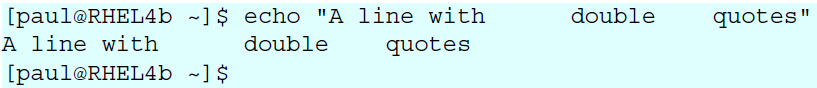 [paul@RHEL4b ~]$ echo "A line with      double    quotes"
A line with      double    quotes
[paul@RHEL4b ~]$